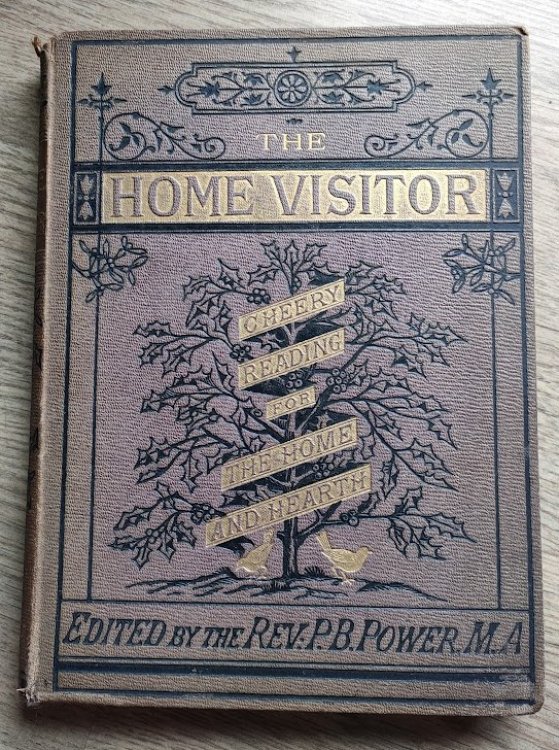 THE
HOME VISITOR
CHEERY
READING
FOR
THE HOME
AND HEARTH
EDITED BY THE REV. P.B. POWER. M.A